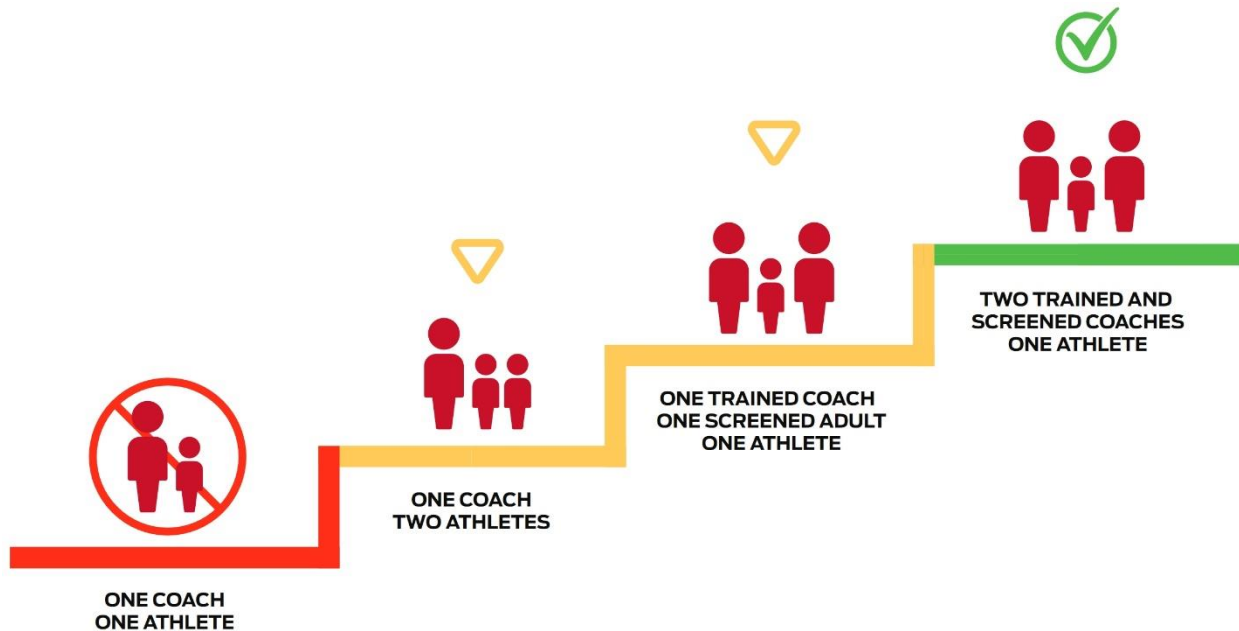 ONE COACH
ONE ATHLETE
ONE COACH
TWO ATHLETES
ONE TRAINED COACH
ONE SCREENED ADULT
ONE ATHLETE
TWO TRAINED AND
SCREENED COACHES
ONE ATHLETE